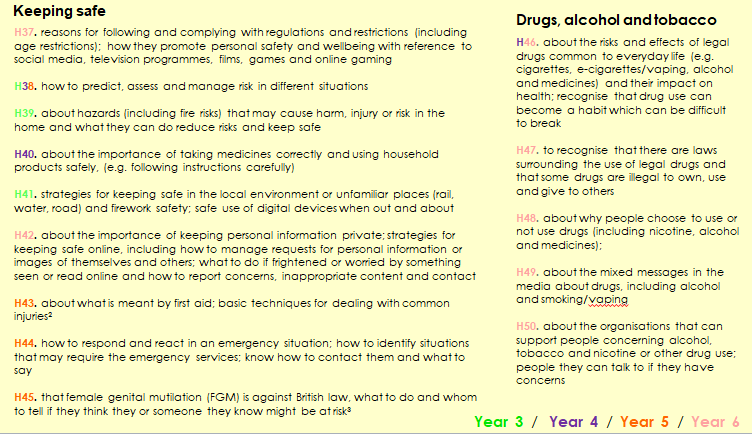 Keeping safe
H37. reasons for following and complying with regulations and restrictions (including
age restrictions); how they promote personal safety and wellbeing with reference to
social media, television programmes, films, games and online gaming
H38. how to predict, assess and manage risk in different situations
H39. about hazards (including fire risks) that may cause harm, injury or risk in the
home and what they can do reduce risks and keep safe
H40. about the importance of taking medicines correctly and using household
products safely, (e.g. following instructions carefully)
H41. strategies for keeping safe in the local environment or unfamiliar places (rail,
water, road) and firework safety; safe use of digital devices when out and about
H42. about the importance of keeping personal information private; strategies for
keeping safe online, including how to manage requests for personal information or
images of themselves and others; what to do if frightened or worried by something
seen or read online and how to report concerns, inappropriate content and contact
H43. about what is meant by first aid; basic techniques for dealing with common
injuries²
H44. how to respond and react in an emergency situation; how to identify situations
that may require the emergency services; know how to contact them and what to
say
H45. that female genital mutilation (FGM) is against British law, what to do and whom
to tell if they think they or someone they know might be at risk³
Drugs, alcohol and tobacco
H46. about the risks and effects of legal
drugs common to everyday life (e.g.
cigarettes, e-cigarettes/vaping, alcohol
and medicines) and their impact on
health; recognise that drug use can
become a habit which can be difficult
to break
H47. to recognise that there are laws
surrounding the use of legal drugs and
that some drugs are illegal to own, use
and give to others
H48. about why people choose to use or
not use drugs (including nicotine, alcohol
and medicines);
H49. about the mixed messages in the
media about drugs, including alcohol
and smoking/vaping
H50. about the organisations that can
support people concerning alcohol,
tobacco and nicotine or other drug use;
people they can talk to if they have
concerns
Year 3 / Year 4 / Year 5 / Year 6